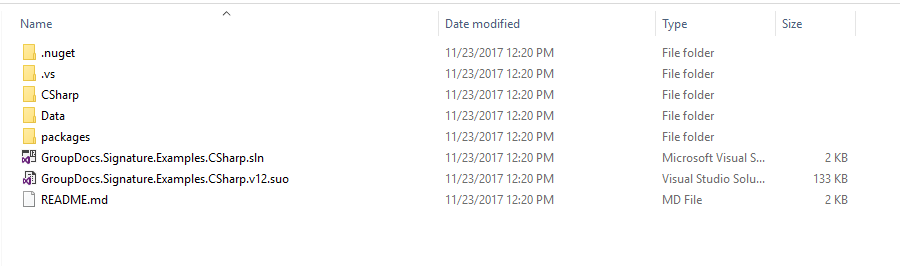 Name Date modified Type Size
.nuget 11/23/2017 12:20 PM File folder
.vs 11/23/2017 12:20 PM File folder
CSharp 11/23/2017 12:20 PM File folder
Data 11/23/2017 12:20 PM File folder
packages 11/23/2017 12:20 PM File folder
GroupDocs.Signature.Examples.CSharp.sln 11/23/2017 12:20 PM Microsoft Visual S... 2 KB
GroupDocs.Signature.Examples.CSharp.v12.suo 11/23/2017 12:20 PM Visual Studio Solu... 133 KB
README.md 11/23/2017 12:20 PM MD File 2 KB